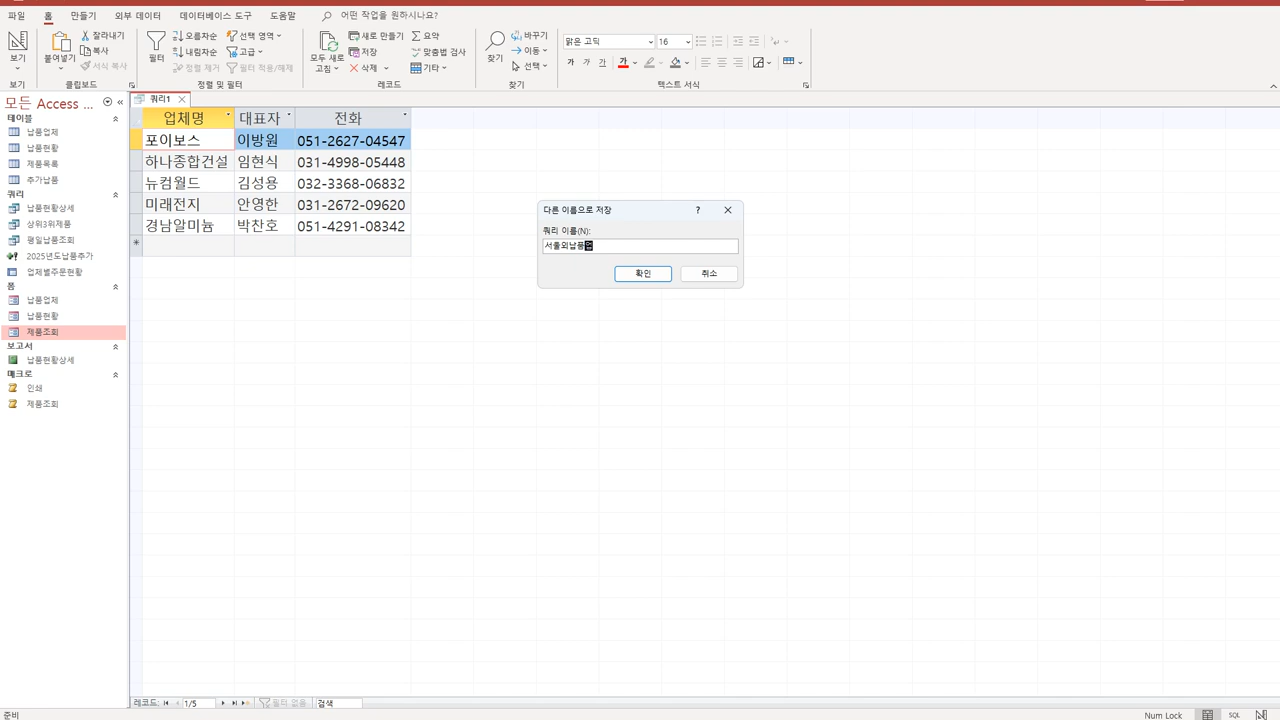 파일 홈 만들기 외부 데이터 데이터베이스 도구 도움말 어떤 작업을 원하시나요?
보기
보기
붙여넣기
잘라내기
복사
서식 복사
클립보드
필터
오름차순
내림차순
정렬 제거
선택 영역
고급
필터 적용/해제
정렬 및 필터
모두 새로
고침
새로 만들기
저장
삭제
요약
맞춤법 검사
기타
레코드
찾기
바꾸기
이동
선택
찾기
맑은 고딕 16
가 가 가 가
텍스트 서식
모든 Access ...
테이블
납품업체
납품현황
제품목록
추가납품
쿼리
납품현황상세
상위3위제품
평일납품조회
2025년도납품추가
업체별주문현황
폼
납품업체
납품현황
제품조회
보고서
납품현황상세
매크로
인쇄
제품조회
쿼리1
업체명 대표자 전화
포이보스 이방원 051-2627-04547
하나종합건설 임현식 031-4998-05448
뉴컴월드 김성용 032-3368-06832
미래전지 안영한 031-2672-09620
경남알미늄 박찬호 051-4291-08342
다른 이름으로 저장 ?
쿼리 이름(N):
서울외납품업
확인 취소
레코드: 1/5 필터 없음 검색
준비 Num Lock SQL